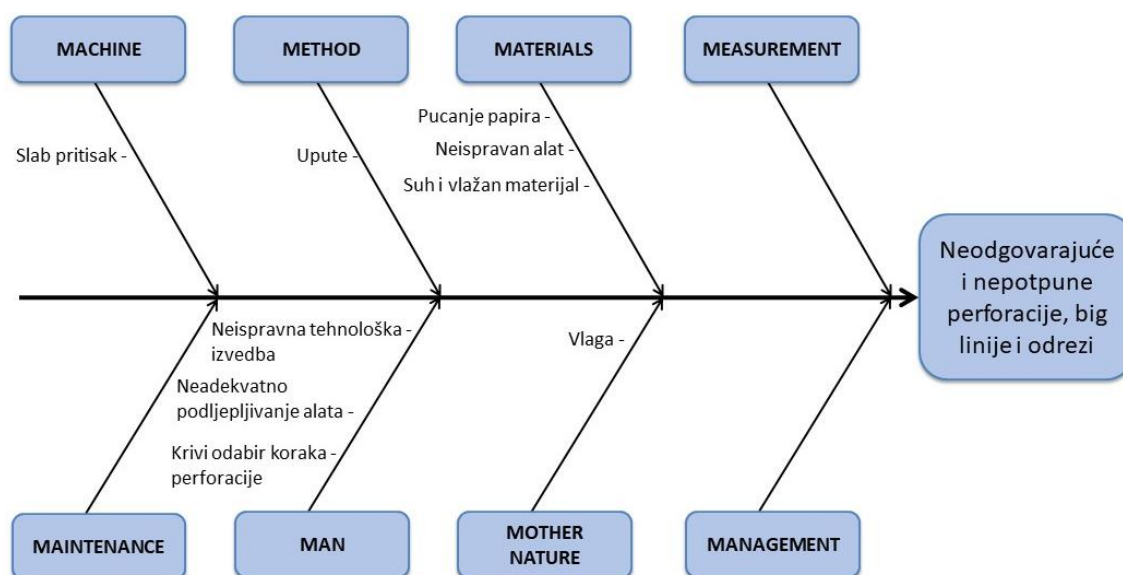 MACHINE
METHOD
MATERIALS
MEASUREMENT
Slab pritisak -
Upute -
Pucanje papira -
Neispravan alat -
Suh i vlažan materijal -
Neodgovarajuće
i nepotpune
perforacije, big
linije i odrezi
Neispravna tehnološka -
izvedba
Neadekvatno
podljepljivanje alata -
Krivi odabir koraka -
perforacije
Vlaga -
MAINTENANCE
MAN
MOTHER
NATURE
MANAGEMENT